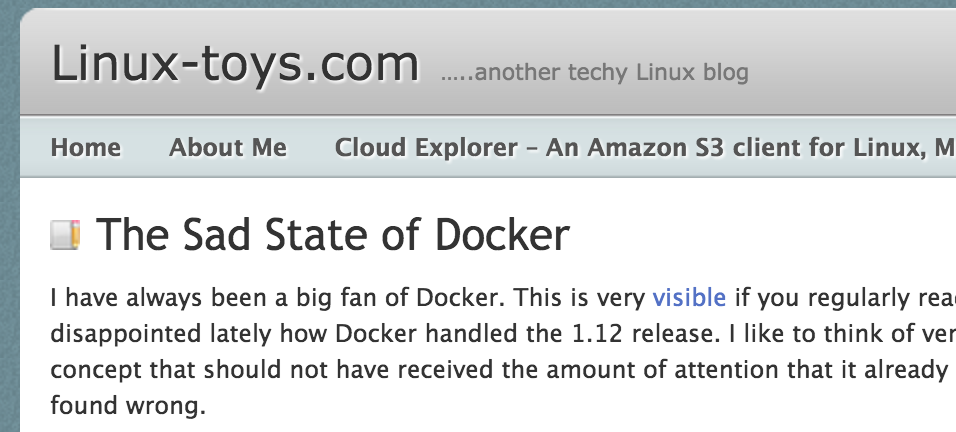 Linux-toys.com …..another techy Linux blog
Home About Me Cloud Explorer – An Amazon S3 client for Linux, M
The Sad State of Docker
I have always been a big fan of Docker. This is very visible if you regularly rea
disappointed lately how Docker handled the 1.12 release. I like to think of ver
concept that should not have received the amount of attention that it already
found wrong.